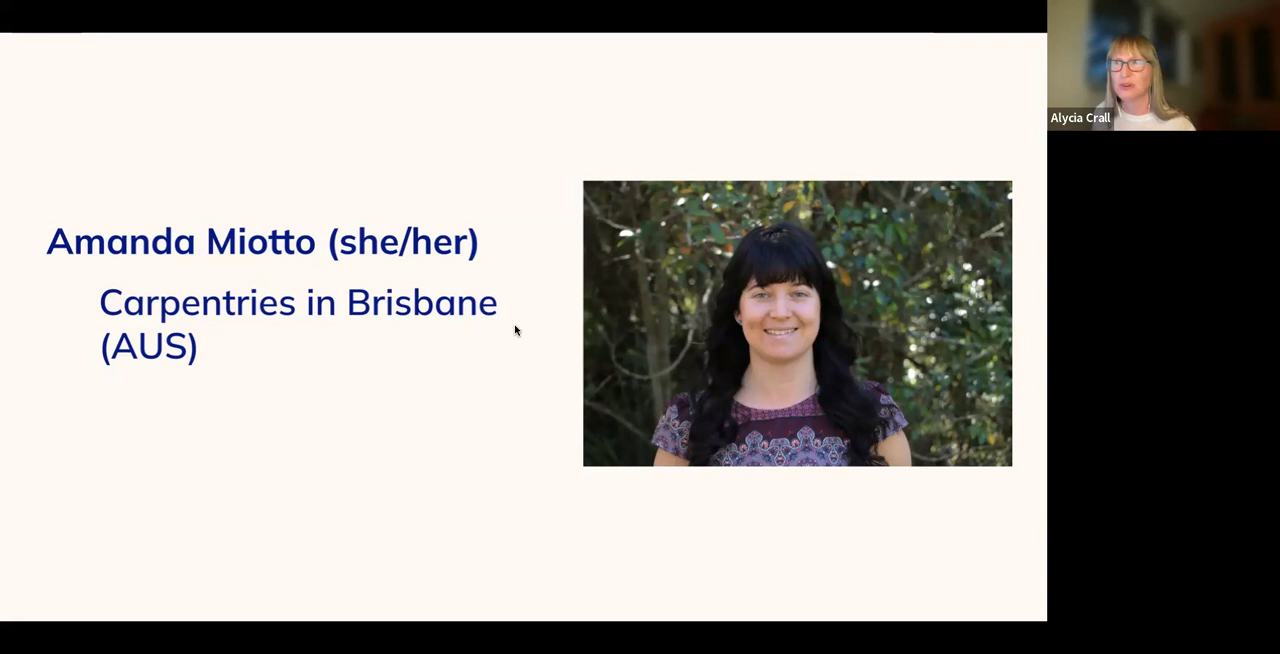 Amanda Miotto (she/her)
Carpentries in Brisbane
(AUS)
Alycia Crall